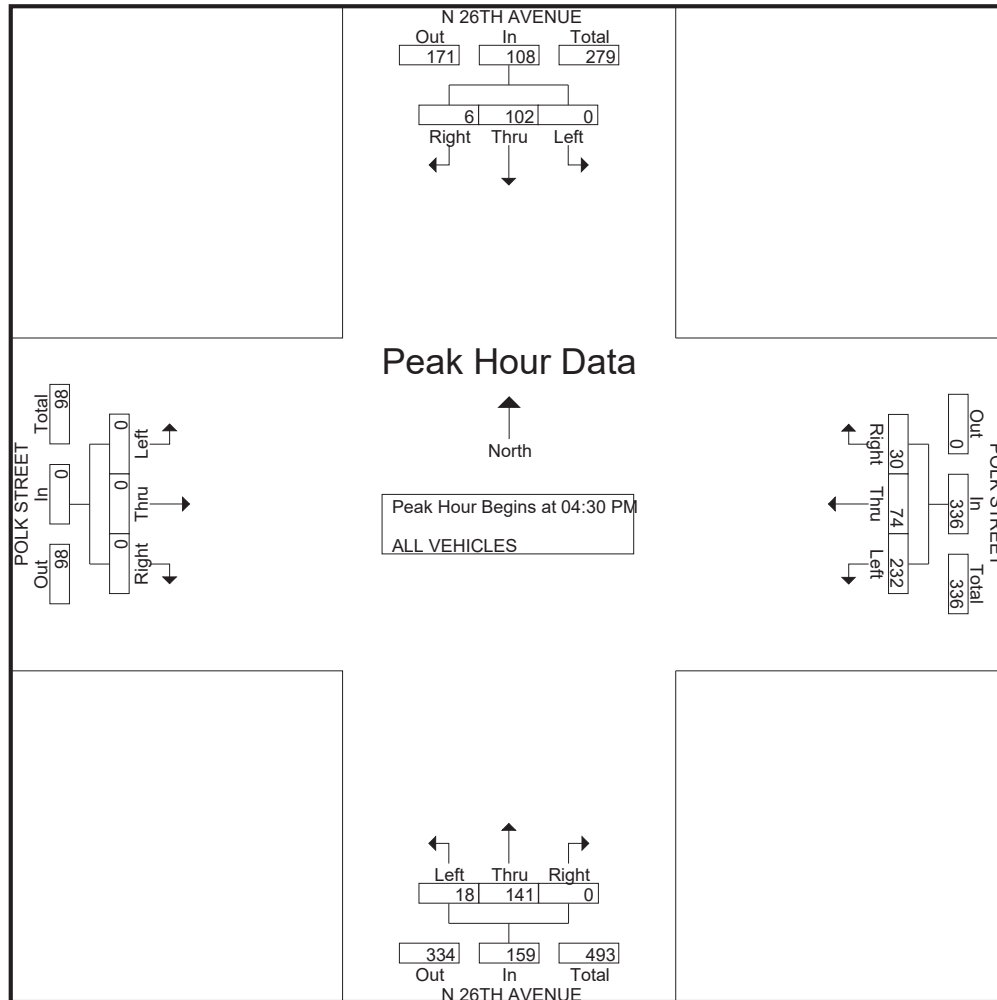 N 26TH AVENUE
Out In Total
171 108 279
6 102 0
Right Thru Left
Peak Hour Data
North
Peak Hour Begins at 04:30 PM
ALL VEHICLES
POLK STREET
Out In Total
98 0 98
Right Thru Left
0 0 0
POLK STREET
Out In Total
0 336 336
30 74 232
Right Thru Left
Left Thru Right
18 141 0
334 159 493
Out In Total
N 26TH AVENUE